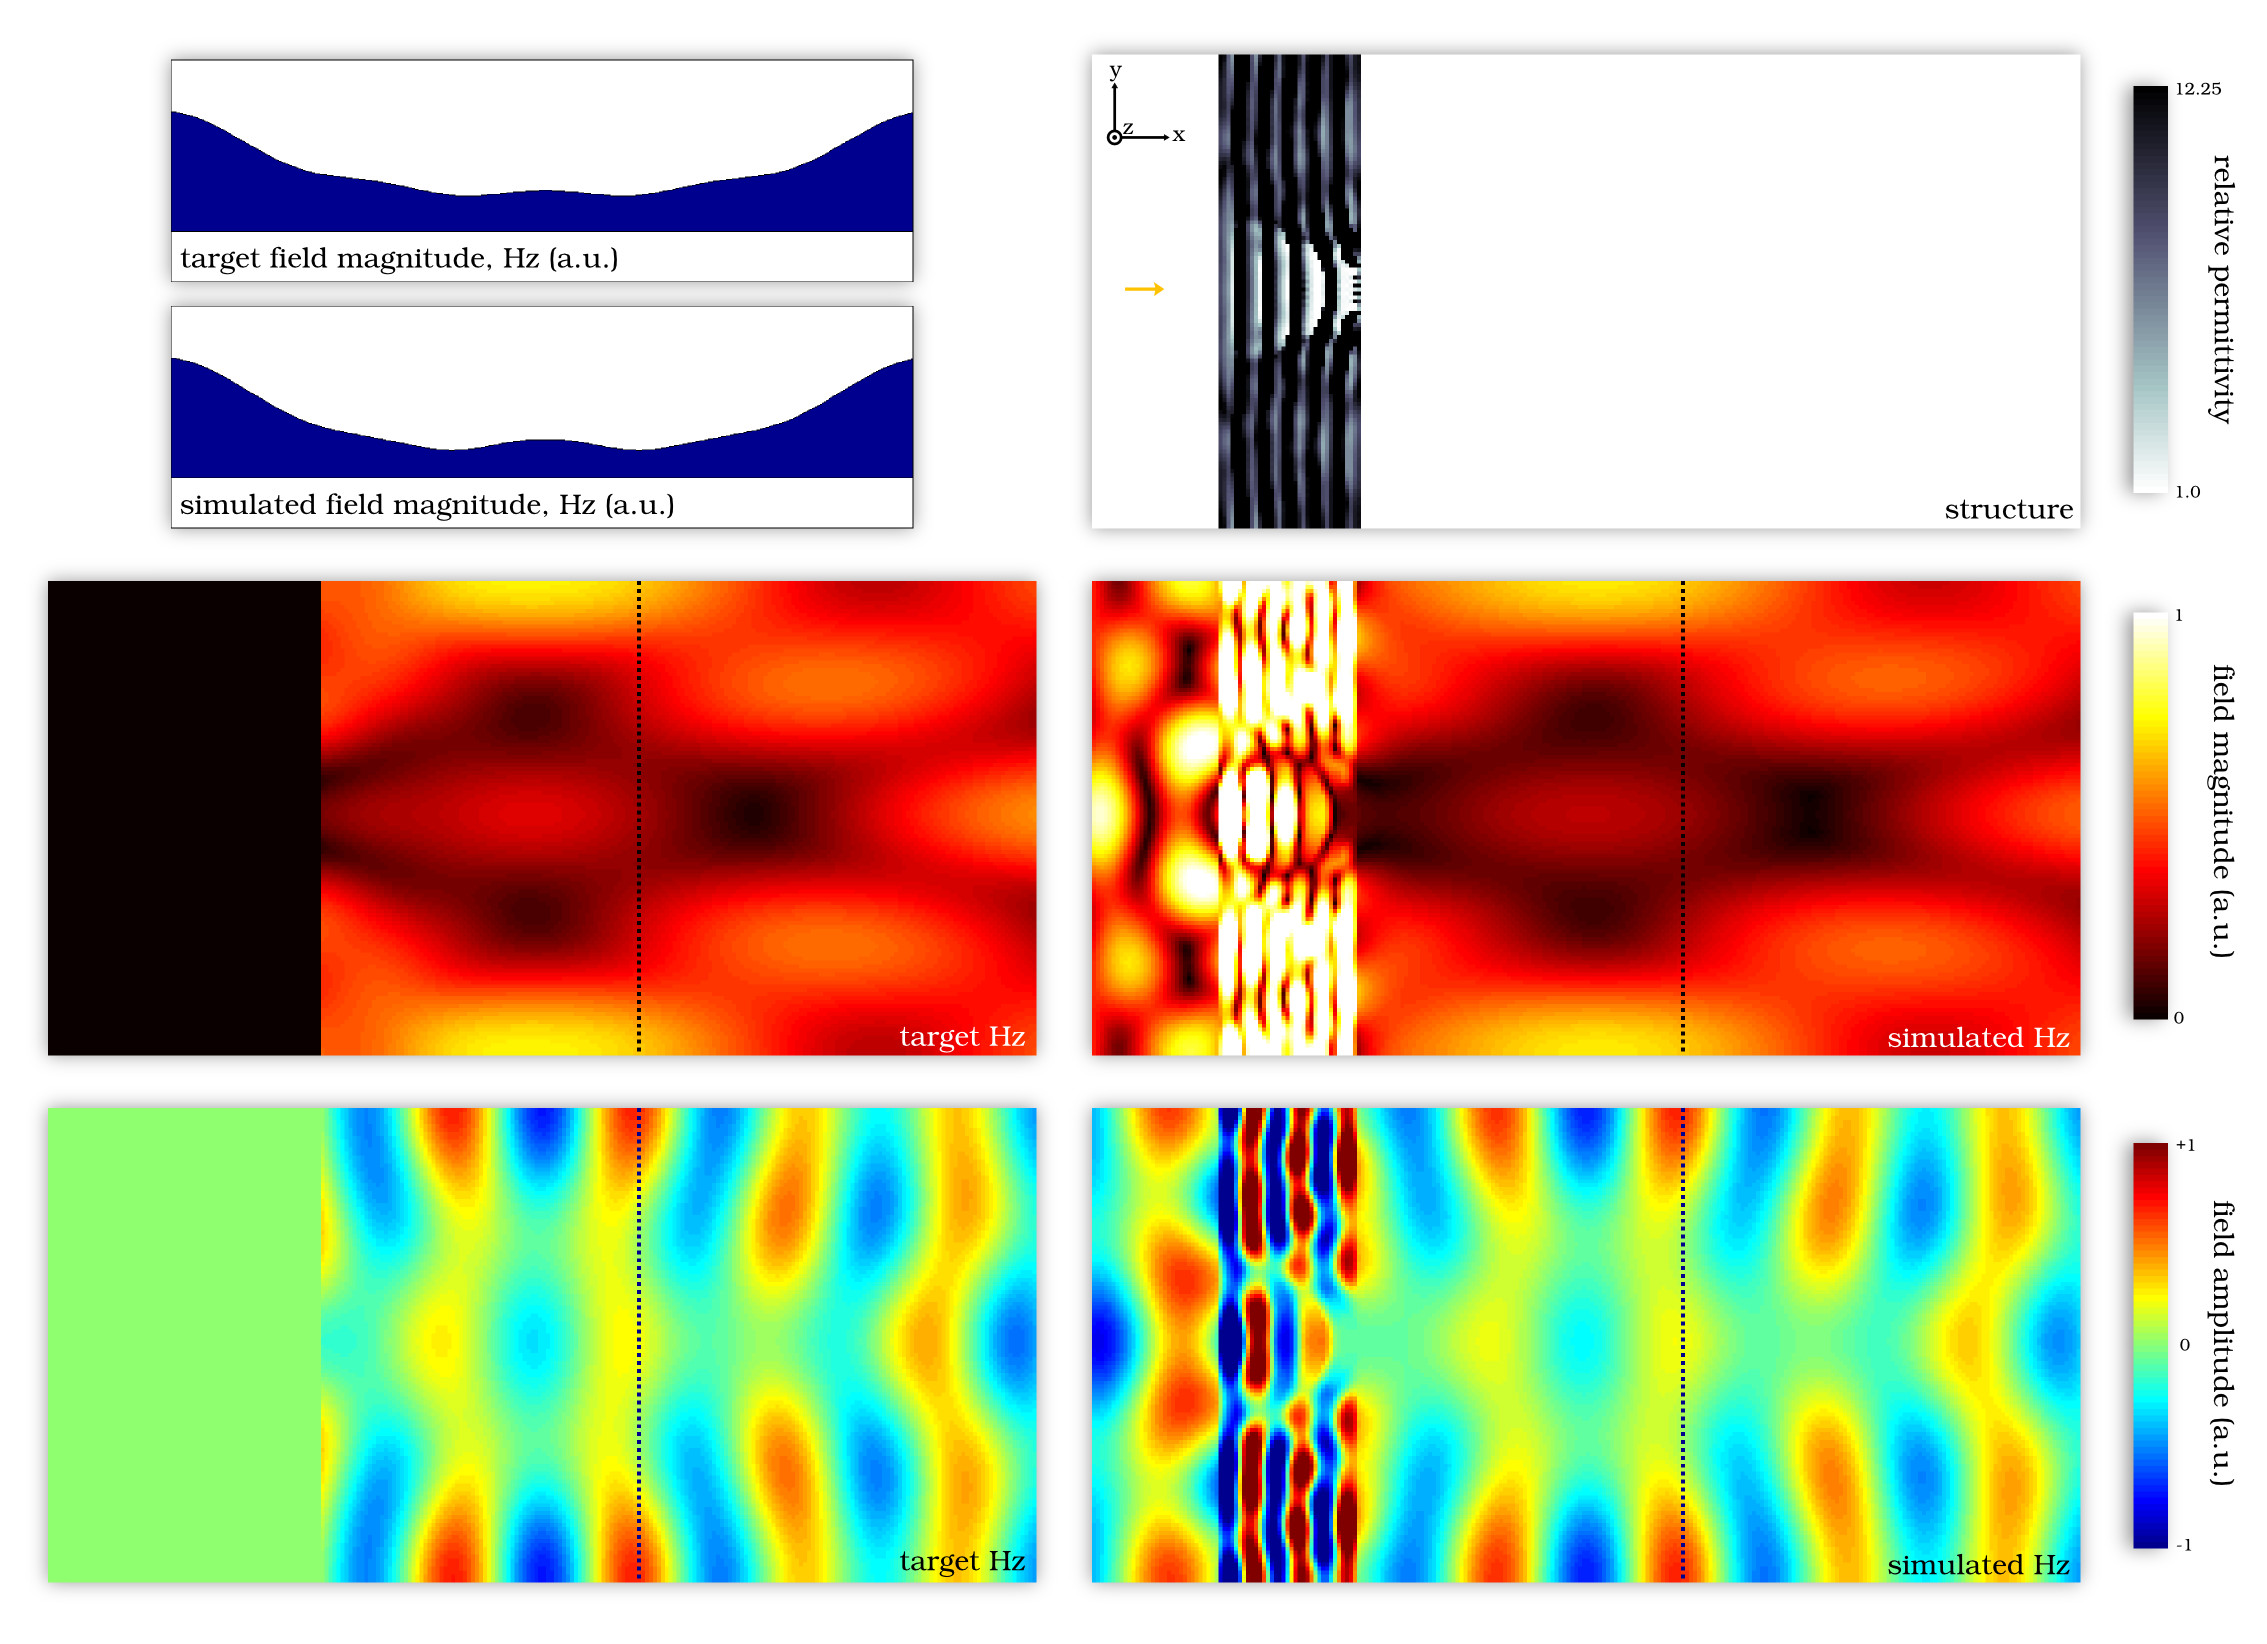 target field magnitude, Hz (a.u.)
simulated field magnitude, Hz (a.u.)
y
z
x
structure
12.25
relative permittivity
1.0
target Hz
simulated Hz
1
field magnitude (a.u.)
0
target Hz
simulated Hz
+1
field amplitude (a.u.)
0
-1